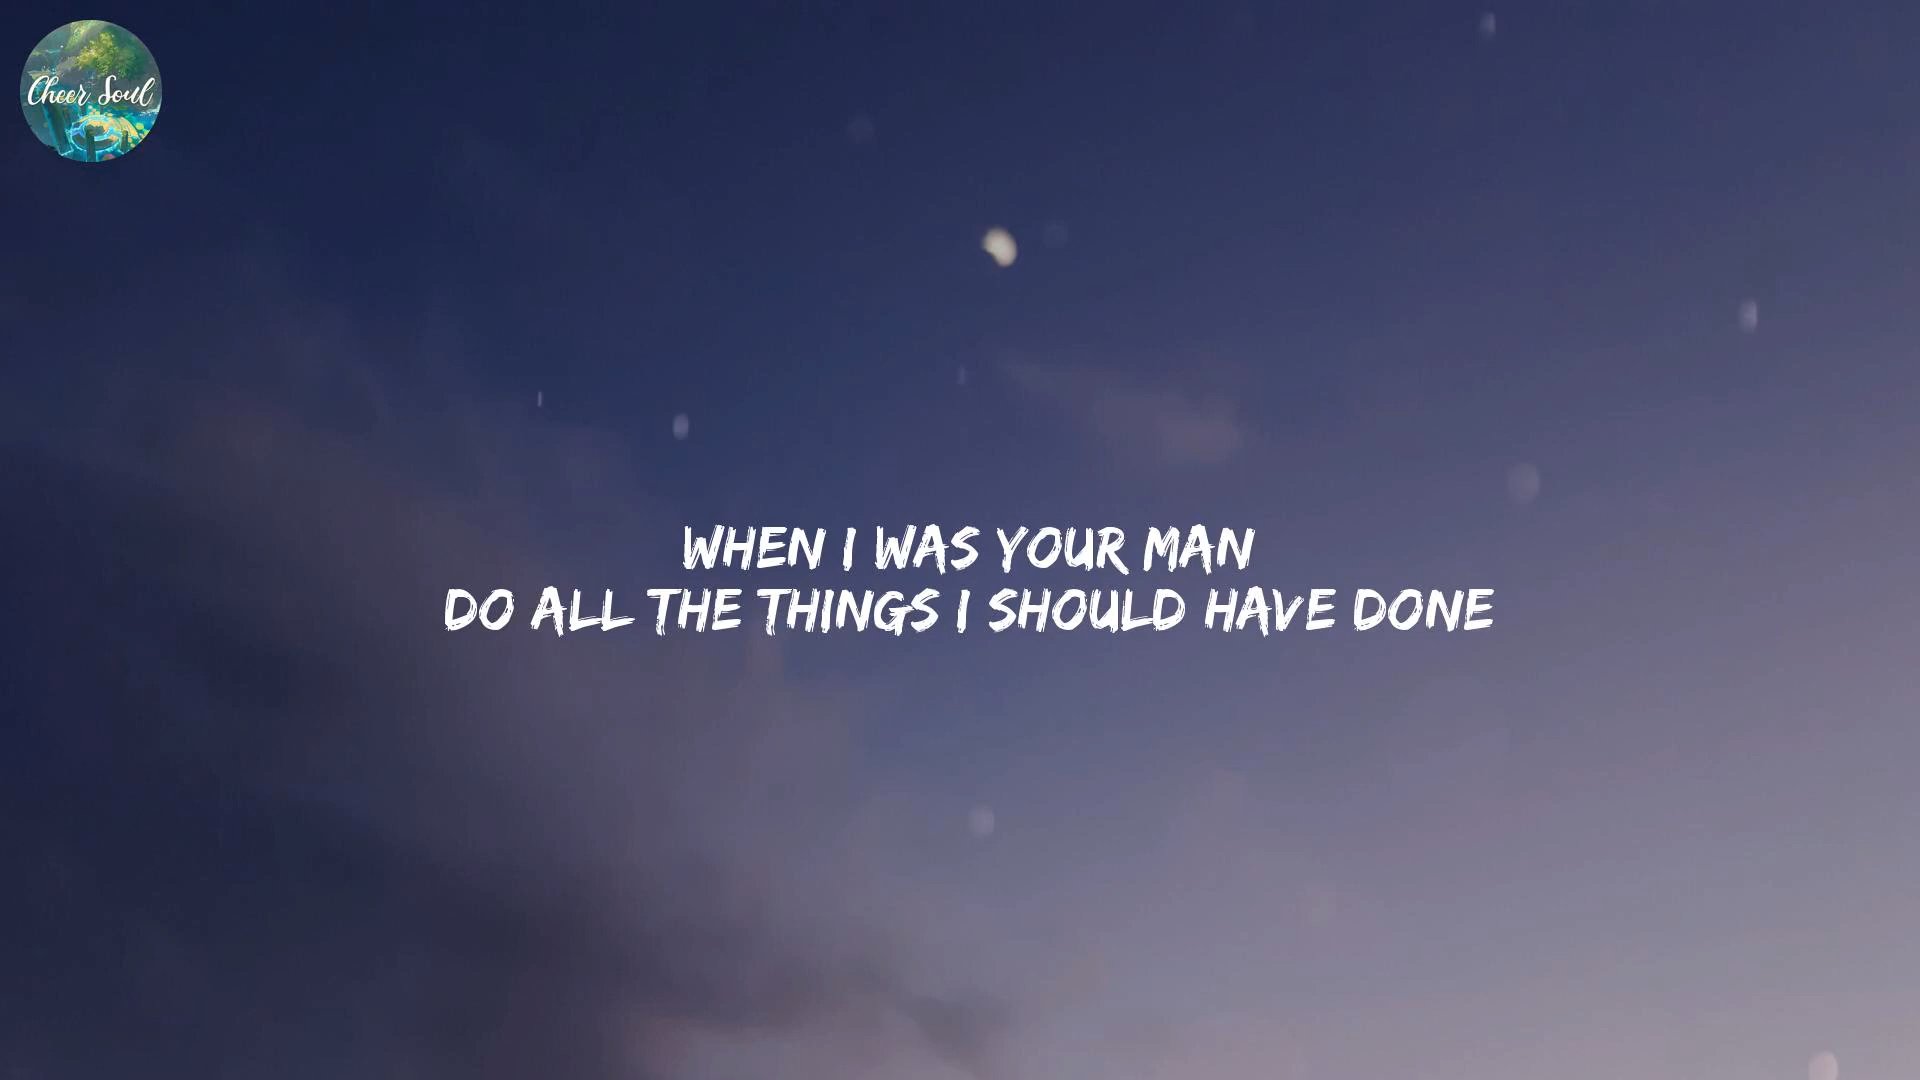 Cheer Soul
WHEN I WAS YOUR MAN
DO ALL THE THINGS I SHOULD HAVE DONE